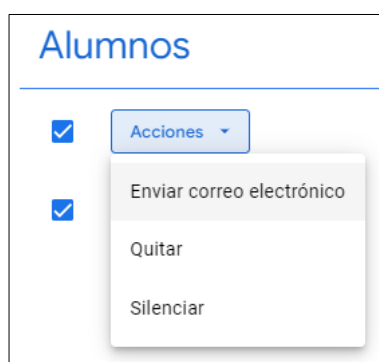 Alumnos
Acciones
Enviar correo electrónico
Quitar
Silenciar